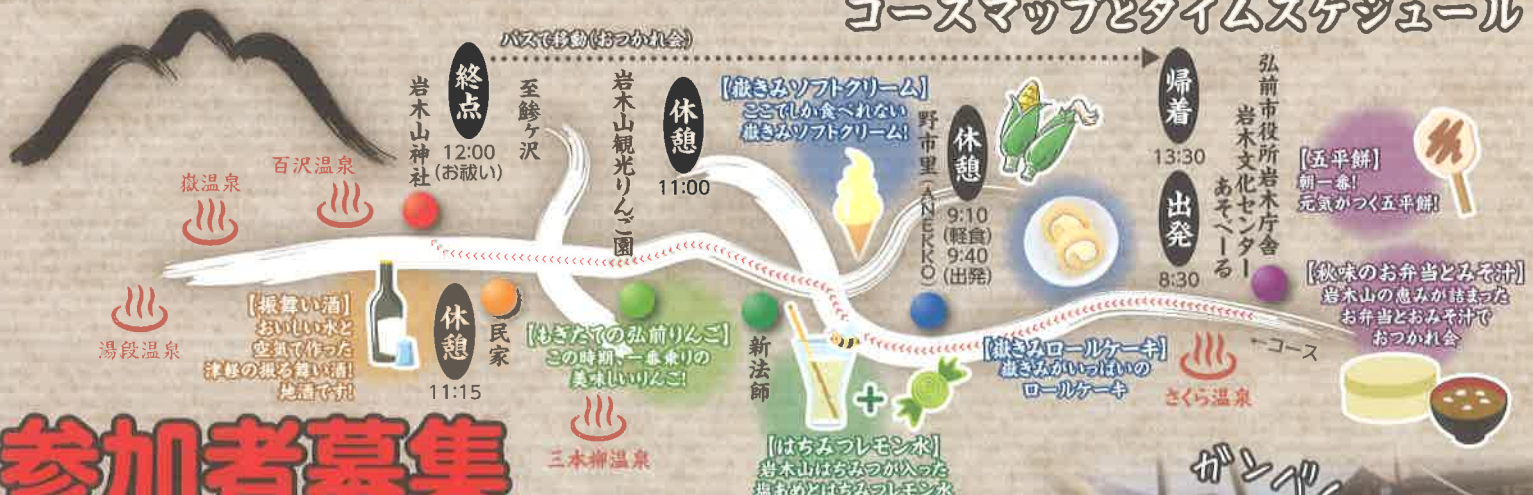 コースマップとタイムスケジュール
バスで移動(おつかれ会)
帰着
13:30
出発
8:30
弘前市役所岩木庁舎
岩木文化センター
あそべーる
【五平餅】
朝一番!
元気がつく五平餅!
【秋味のお弁当とみそ汁】
岩木山の恵みが詰まった
お弁当とおみそ汁で
おつかれ会
←コース
さくら温泉
休憩
野市里(ANEKKO)
9:10
(軽食)
9:40
(出発)
【嶽きみソフトクリーム】
ここでしか食べれない
嶽きみソフトクリーム!
【嶽きみロールケーキ】
嶽きみがいっぱいの
ロールケーキ
新法師
+
【はちみつレモン水】
岩木山はちみつが入った
塩あめとはちみつレモン水
休憩
11:00
岩木山観光りんご園
【もぎたての弘前りんご】
この時期、一番乗りの
美味しいりんご!
三本柳温泉
至鰺ヶ沢
民家
休憩
11:15
【振舞い酒】
おいしい水と
空気で作った
津軽の振る舞い酒!
地酒です!
終点
12:00
(お祓い)
岩木山神社
百沢温泉
嶽温泉
湯段温泉
参加者募集